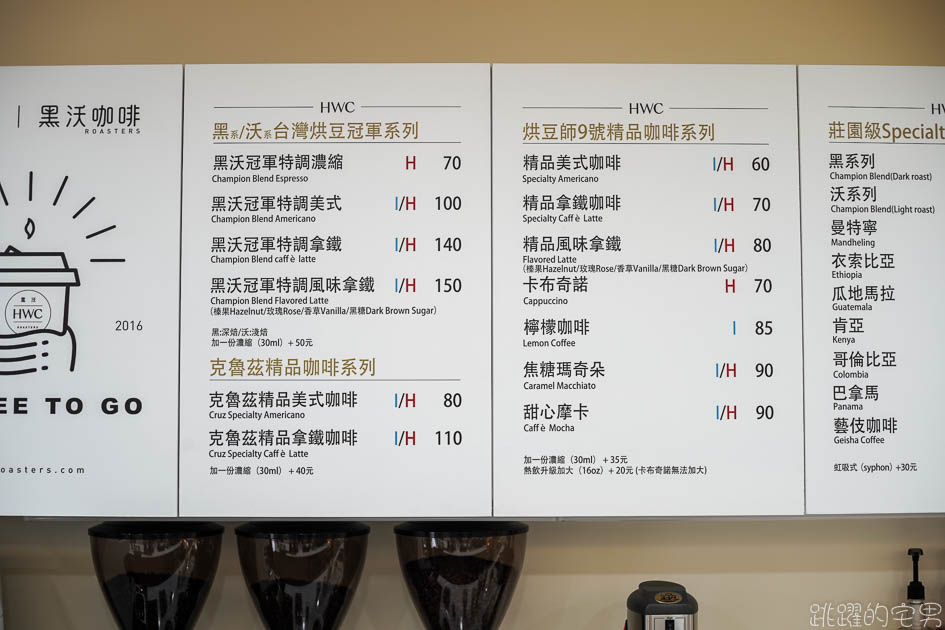 黑沃咖啡
ROASTERS
黑沃
HWC
ROASTERS
2016
EE TO GO
oasters.com
HWC
黑系/沃系台灣烘豆冠軍系列
黑沃冠軍特調濃縮 H 70
Champion Blend Espresso
黑沃冠軍特調美式 I/H 100
Champion Blend Americano
黑沃冠軍特調拿鐵 I/H 140
Champion Blend caffè latte
黑沃冠軍特調風味拿鐵 I/H 150
Champion Blend Flavored Latte
(榛果Hazelnut/玫瑰Rose/香草Vanilla/黑糖Dark Brown Sugar)
黑:深焙/沃:淺焙
加一份濃縮（30ml）+50元
克魯茲精品咖啡系列
克魯茲精品美式咖啡 I/H 80
Cruz Specialty Americano
克魯茲精品拿鐵咖啡 I/H 110
Cruz Specialty Caffè Latte
加一份濃縮（30ml）+40元
HWC
烘豆師9號精品咖啡系列
精品美式咖啡 I/H 60
Specialty Americano
精品拿鐵咖啡 I/H 70
Specialty Caffè Latte
精品風味拿鐵 I/H 80
Flavored Latte
(榛果Hazelnut/玫瑰Rose/香草Vanilla/黑糖Dark Brown Sugar)
卡布奇諾 H 70
Cappuccino
檸檬咖啡 I 85
Lemon Coffee
焦糖瑪奇朵 I/H 90
Caramel Macchiato
甜心摩卡 I/H 90
Caffè Mocha
加一份濃縮（30ml）+35元
熱飲升級加大（16oz）+20元 (卡布奇諾無法加大)
HW
莊園級Specialt
黑系列
Champion Blend(Dark roast)
沃系列
Champion Blend(Light roast)
曼特寧
Mandheling
衣索比亞
Ethiopia
瓜地馬拉
Guatemala
肯亞
Kenya
哥倫比亞
Colombia
巴拿馬
Panama
藝伎咖啡
Geisha Coffee
虹吸式（syphon）+30元
跳躍的宅男